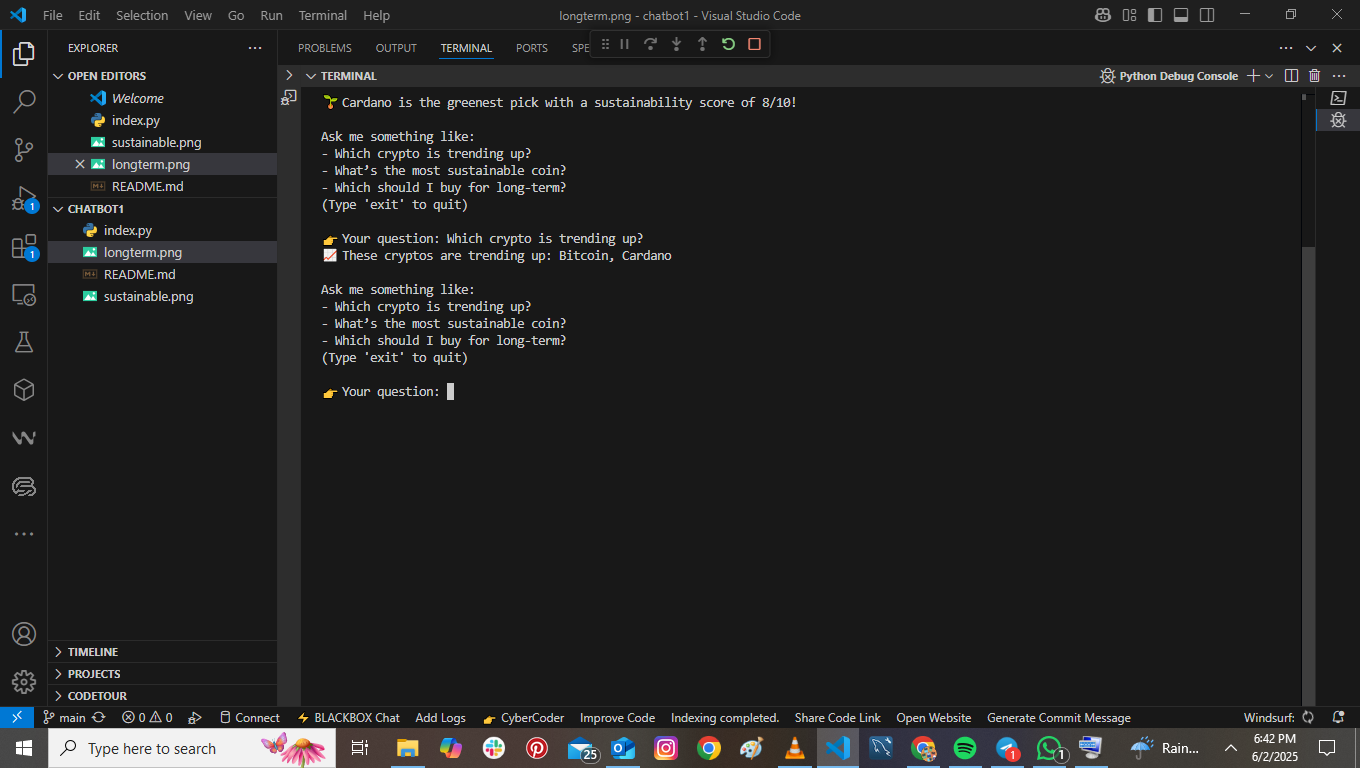 File Edit Selection View Go Run Terminal Help
longterm.png - chatbot1 - Visual Studio Code
EXPLORER
OPEN EDITORS
Welcome
index.py
sustainable.png
longterm.png
README.md
CHATBOT1
index.py
longterm.png
README.md
sustainable.png
TIMELINE
PROJECTS
CODETOUR
1
1
PROBLEMS OUTPUT TERMINAL PORTS SPE
TERMINAL
Python Debug Console
🌱 Cardano is the greenest pick with a sustainability score of 8/10!
Ask me something like:
- Which crypto is trending up?
- What’s the most sustainable coin?
- Which should I buy for long-term?
(Type 'exit' to quit)
👉 Your question: Which crypto is trending up?
📈 These cryptos are trending up: Bitcoin, Cardano
Ask me something like:
- Which crypto is trending up?
- What’s the most sustainable coin?
- Which should I buy for long-term?
(Type 'exit' to quit)
👉 Your question:
main 0 0 Connect BLACKBOX Chat Add Logs 👉 CyberCoder Improve Code Indexing completed. Share Code Link Open Website Generate Commit Message Windsurf:
Type here to search
25
1
1
Rain...
6:42 PM
6/2/2025